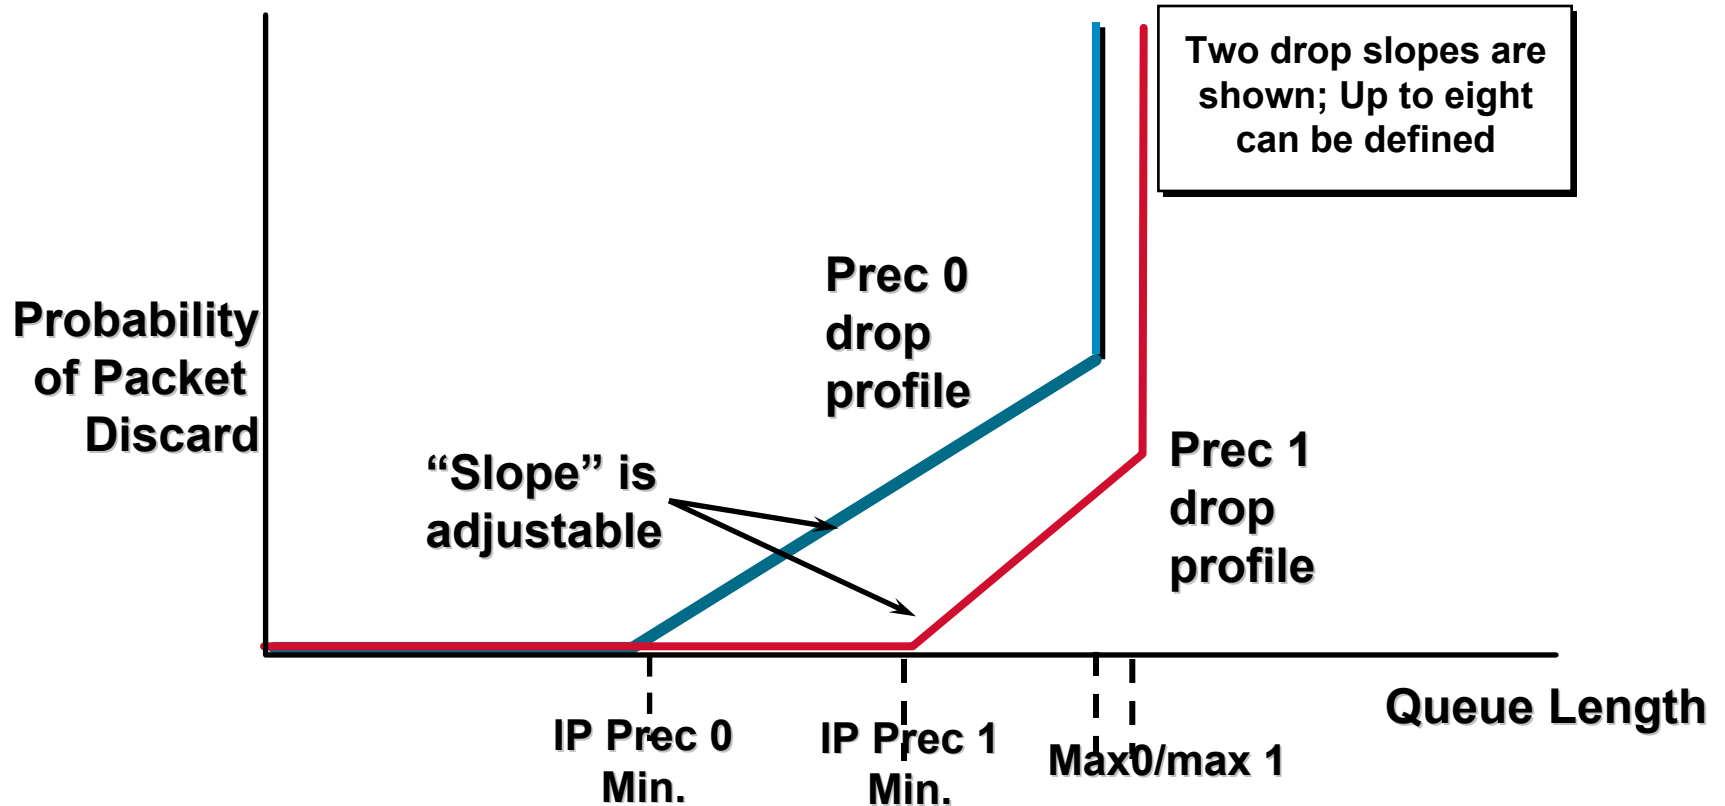 Two drop slopes are
shown; Up to eight
can be defined
Prec 0
drop
profile
Probability
of Packet
Discard
“Slope” is
adjustable
Prec 1
drop
profile
Queue Length
IP Prec 0
Min.
IP Prec 1
Min.
Max0/max 1